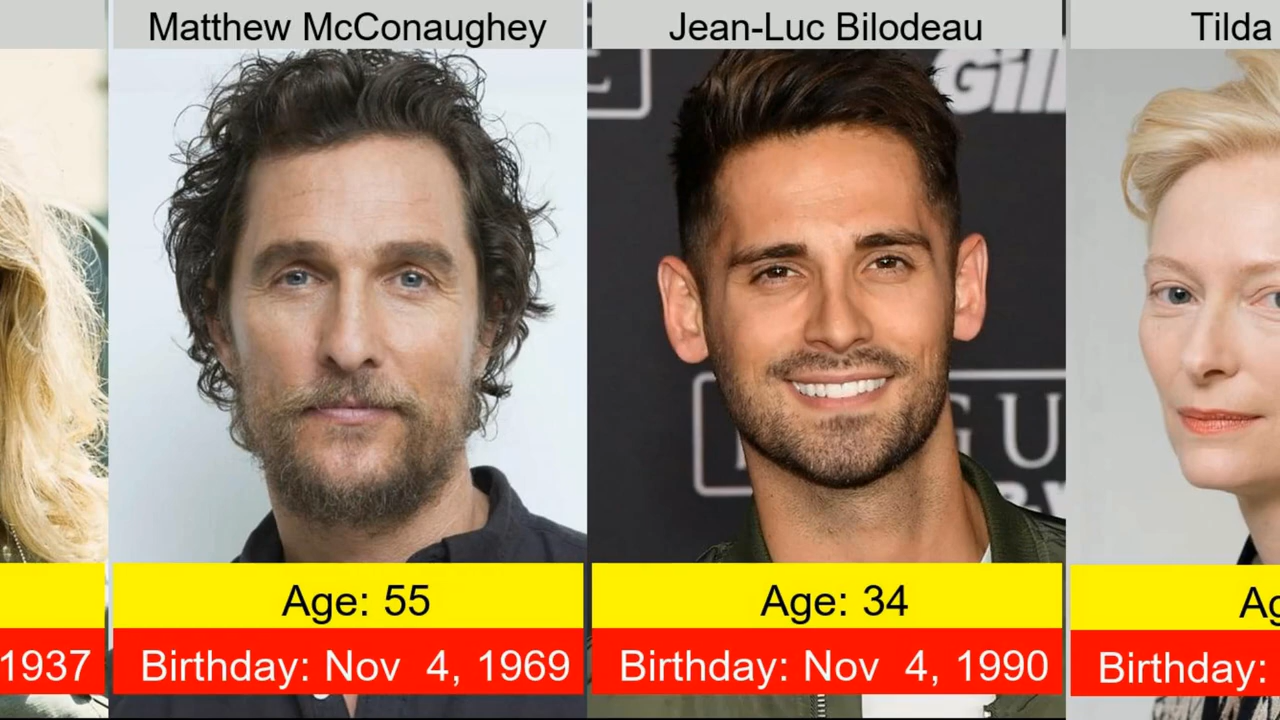 Matthew McConaughey
Jean-Luc Bilodeau
Tilda
Age: 55
Age: 34
1937
Birthday: Nov  4, 1969
Birthday: Nov  4, 1990
Birthday: